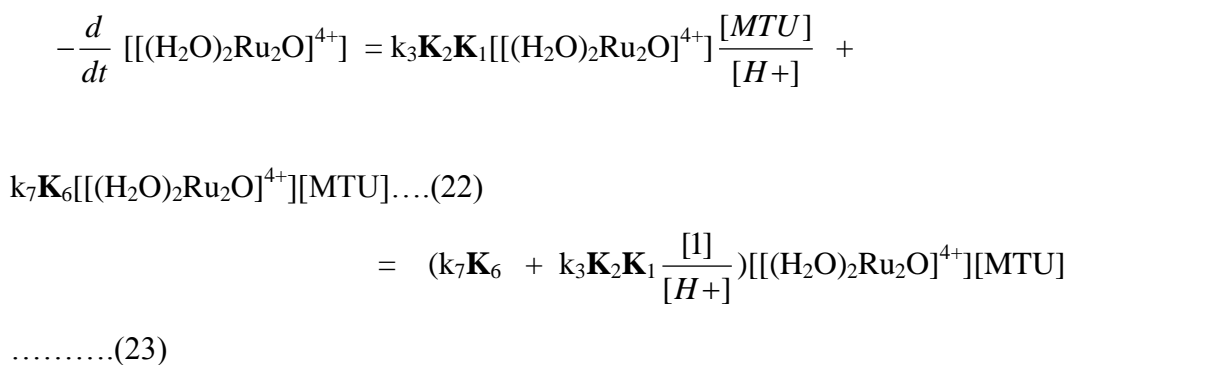 −d/dt [[(H₂O)₂Ru₂O]⁴⁺] = k₃K₂K₁[[(H₂O)₂Ru₂O]⁴⁺][MTU]/[H+] +
k₇K₆[[(H₂O)₂Ru₂O]⁴⁺][MTU]….(22)
= (k₇K₆ + k₃K₂K₁[1]/[H+])[[(H₂O)₂Ru₂O]⁴⁺][MTU]
……….(23)